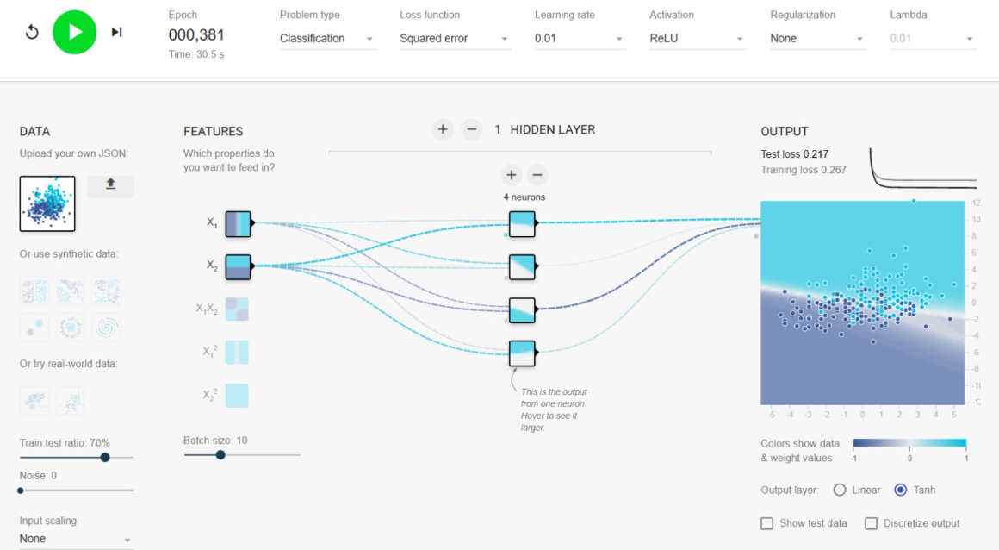 Epoch
000,381
Time: 30.5 s
Problem type
Classification
Loss function
Squared error
Learning rate
0.01
Activation
ReLU
Regularization
None
Lambda
0.01
DATA
Upload your own JSON:
Or use synthetic data:
Or try real-world data:
Train:test ratio: 70%
Noise: 0
Input scaling
None
FEATURES
Which properties do
you want to feed in?
X1
X2
X1X2
X1²
X2²
Batch size: 10
+ − 1 HIDDEN LAYER
+ −
4 neurons
This is the output
from one neuron.
Hover to see it
larger.
OUTPUT
Test loss 0.217
Training loss 0.267
12
10
8
6
4
2
0
-2
-4
-6
-8
-5 -4 -3 -2 -1 0 1 2 3 4 5
Colors show data
& weight values
-1 0 1
Output layer: Linear Tanh
Show test data Discretize output